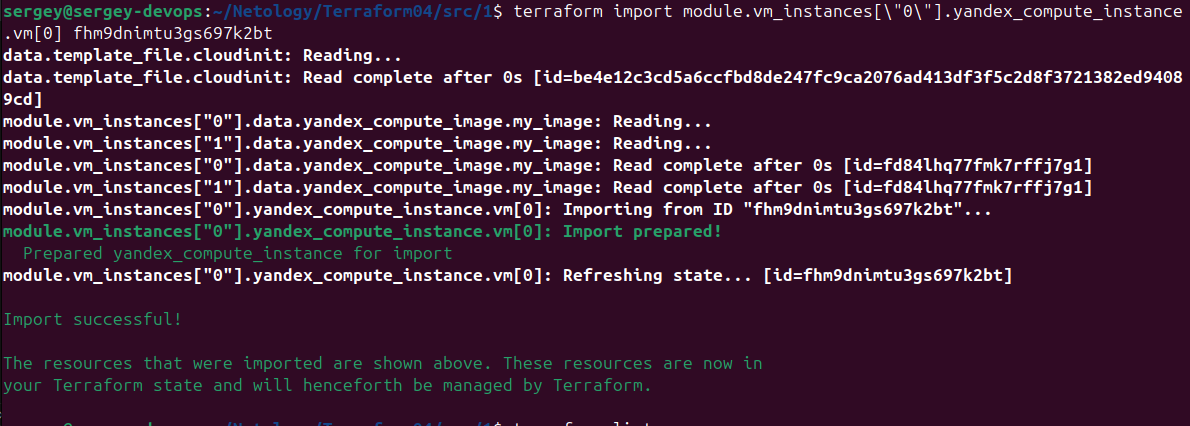 sergey@sergey-devops:~/Netology/Terraform04/src/1$ terraform import module.vm_instances[\"0\"].yandex_compute_instance
.vm[0] fhm9dnimtu3gs697k2bt
data.template_file.cloudinit: Reading...
data.template_file.cloudinit: Read complete after 0s [id=be4e12c3cd5a6ccfbd8de247fc9ca2076ad413df3f5c2d8f3721382ed9408
9cd]
module.vm_instances["0"].data.yandex_compute_image.my_image: Reading...
module.vm_instances["1"].data.yandex_compute_image.my_image: Reading...
module.vm_instances["0"].data.yandex_compute_image.my_image: Read complete after 0s [id=fd84lhq77fmk7rffj7g1]
module.vm_instances["1"].data.yandex_compute_image.my_image: Read complete after 0s [id=fd84lhq77fmk7rffj7g1]
module.vm_instances["0"].yandex_compute_instance.vm[0]: Importing from ID "fhm9dnimtu3gs697k2bt"...
module.vm_instances["0"].yandex_compute_instance.vm[0]: Import prepared!
  Prepared yandex_compute_instance for import
module.vm_instances["0"].yandex_compute_instance.vm[0]: Refreshing state... [id=fhm9dnimtu3gs697k2bt]

Import successful!

The resources that were imported are shown above. These resources are now in
your Terraform state and will henceforth be managed by Terraform.